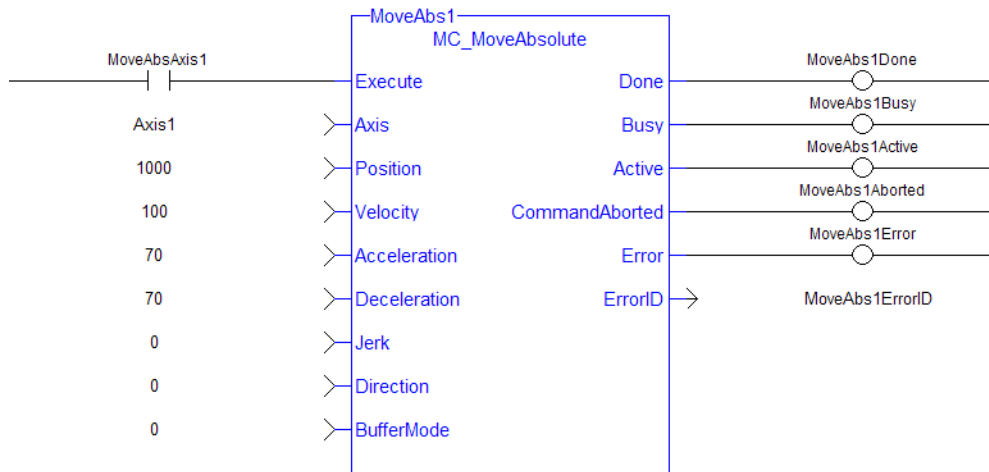 MoveAbs1
MC_MoveAbsolute
MoveAbsAxis1
Execute
Done
MoveAbs1Done
Axis1
Axis
Busy
MoveAbs1Busy
1000
Position
Active
MoveAbs1Active
100
Velocity
CommandAborted
MoveAbs1Aborted
70
Acceleration
Error
MoveAbs1Error
70
Deceleration
ErrorID
MoveAbs1ErrorID
0
Jerk
0
Direction
0
BufferMode